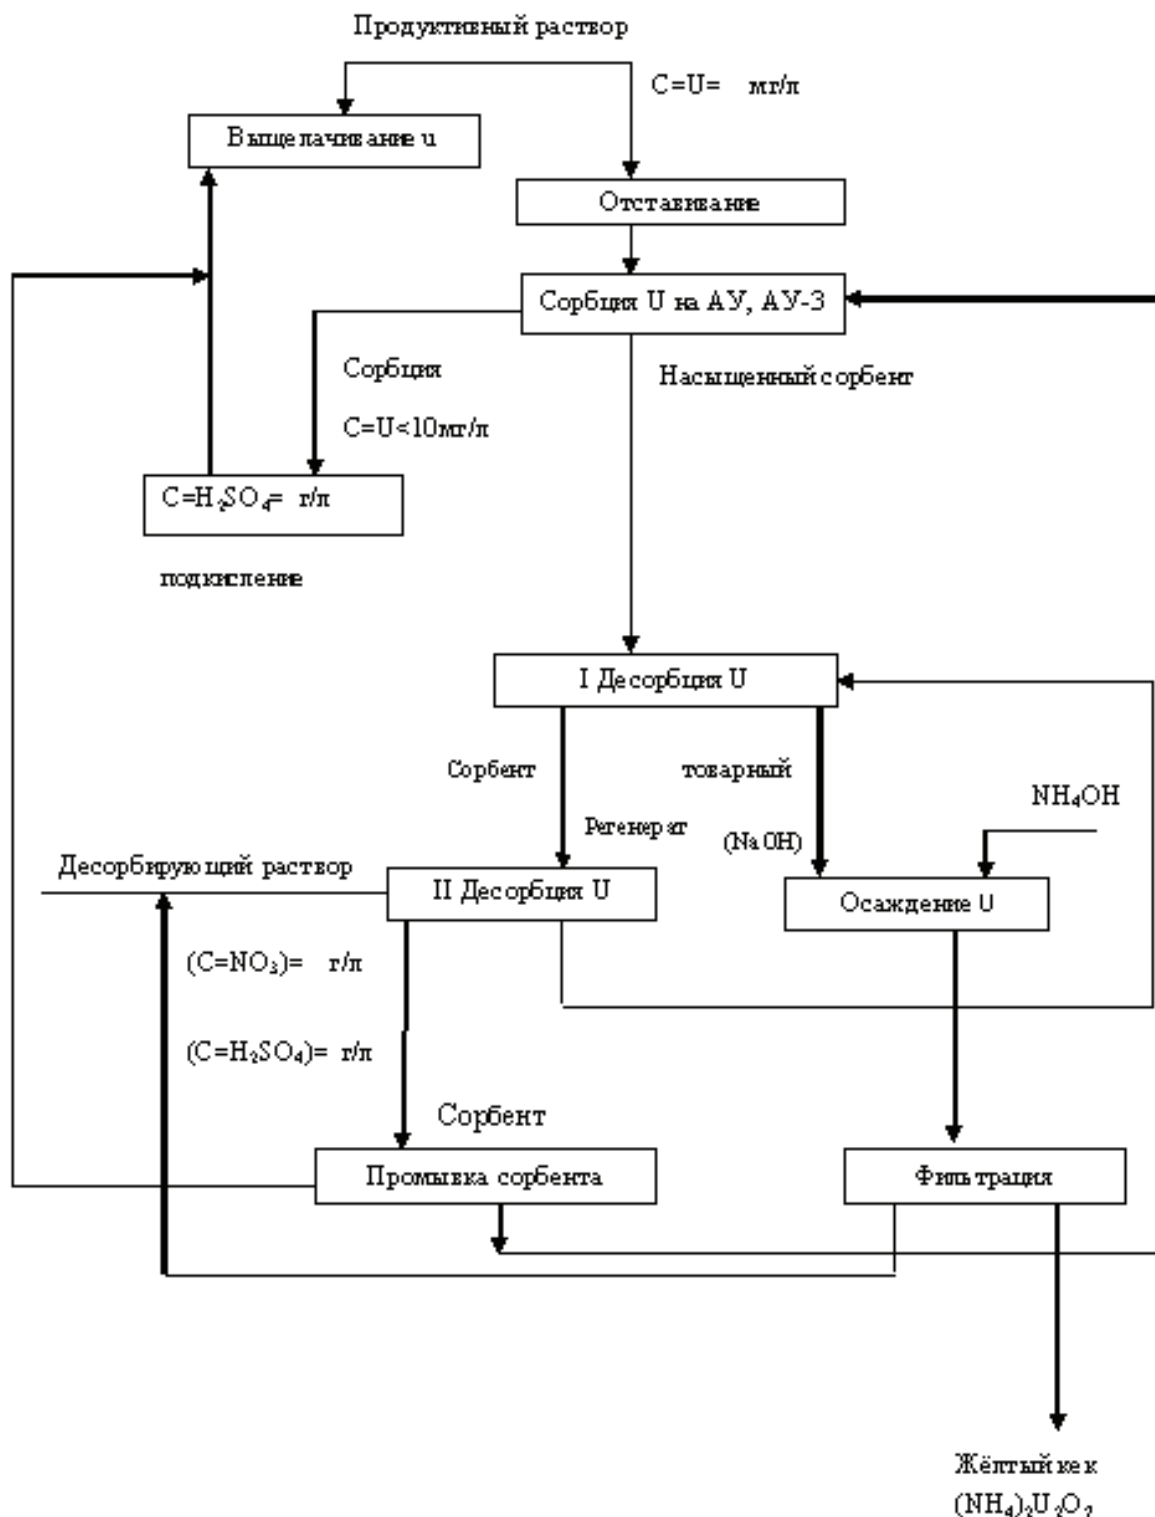 Продуктивный раствор
C=U= мг/л
Выщелачивание u
Отставивание
Сорбция U на АУ, АУ-3
Сорбция
Насыщенный сорбент
C=U<10мг/л
C=H₂SO₄= г/л
подкисление
I Десорбция U
Сорбент
товарный
NH₄OH
Регенерат
(NaOH)
Десорбирующий раствор
II Десорбция U
Осаждение U
(C=NO₃)= г/л
(C=H₂SO₄)= г/л
Сорбент
Промывка сорбента
Фильтрация
Жёлтый кек
(NH₄)₂U₂O₇